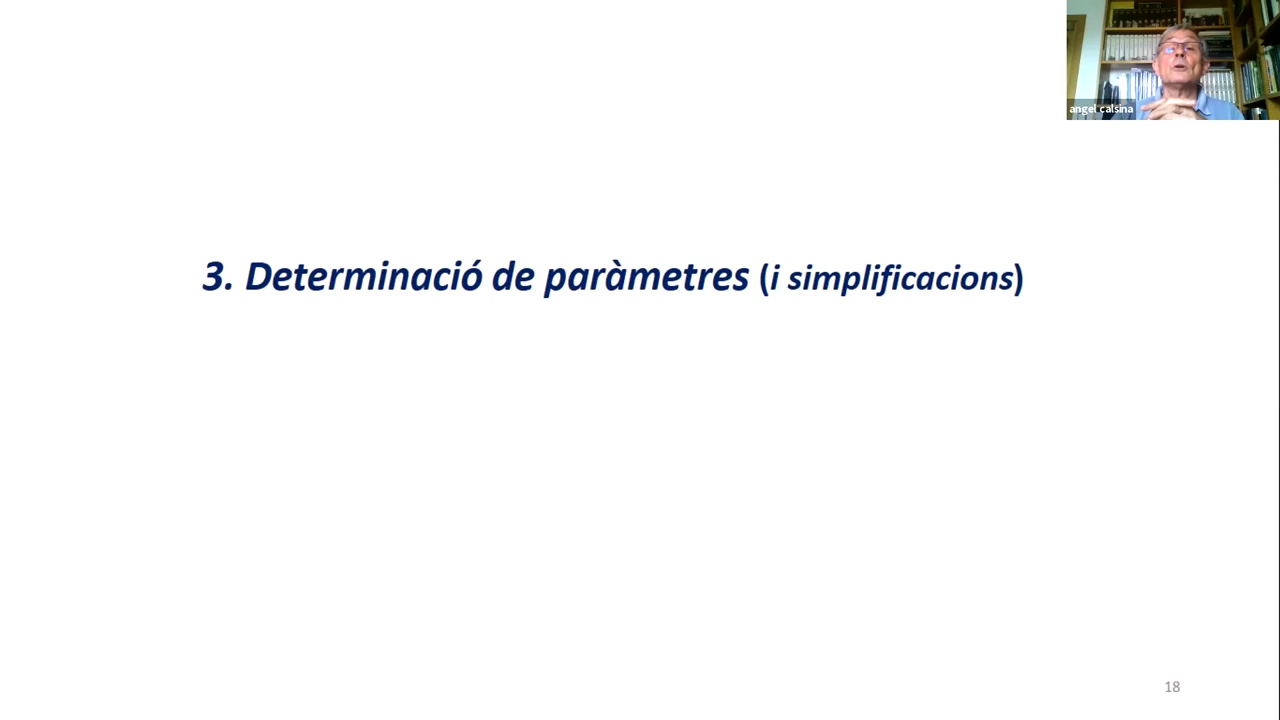 angel calsina
3. Determinació de paràmetres (i simplificacions)
18